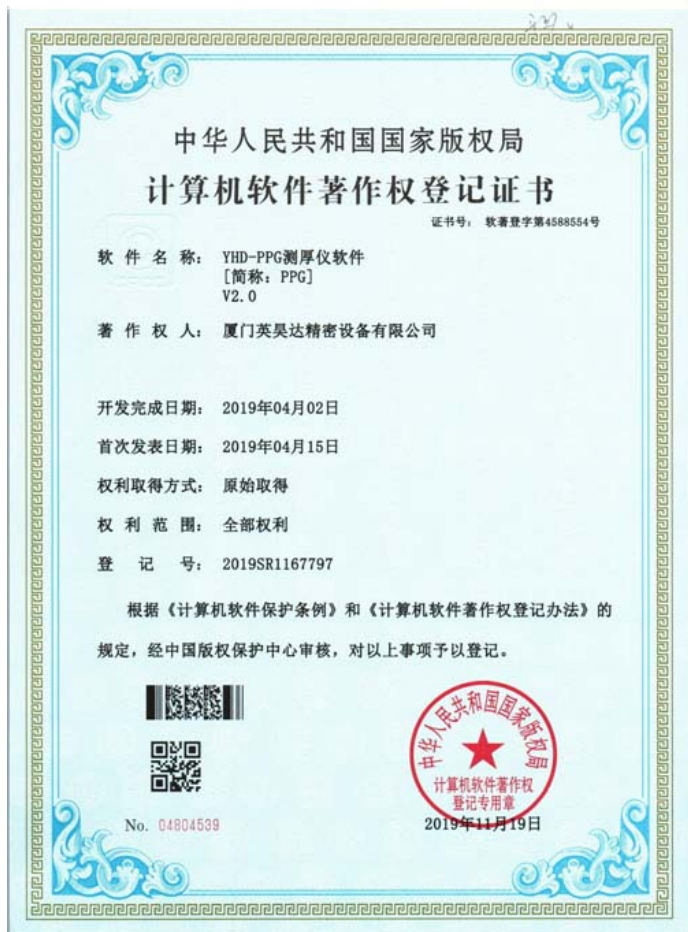 中华人民共和国国家版权局
计算机软件著作权登记证书
证书号： 软著登字第4588554号
软件名称： YHD-PPG测厚仪软件
[简称：PPG]
V2.0
著作权人： 厦门英昊达精密设备有限公司
开发完成日期： 2019年04月02日
首次发表日期： 2019年04月15日
权利取得方式： 原始取得
权利范围： 全部权利
登记号： 2019SR1167797
根据《计算机软件保护条例》和《计算机软件著作权登记办法》的
规定，经中国版权保护中心审核，对以上事项予以登记。
中华人民共和国国家版权局
计算机软件著作权
登记专用章
No. 04804539
2019年11月19日